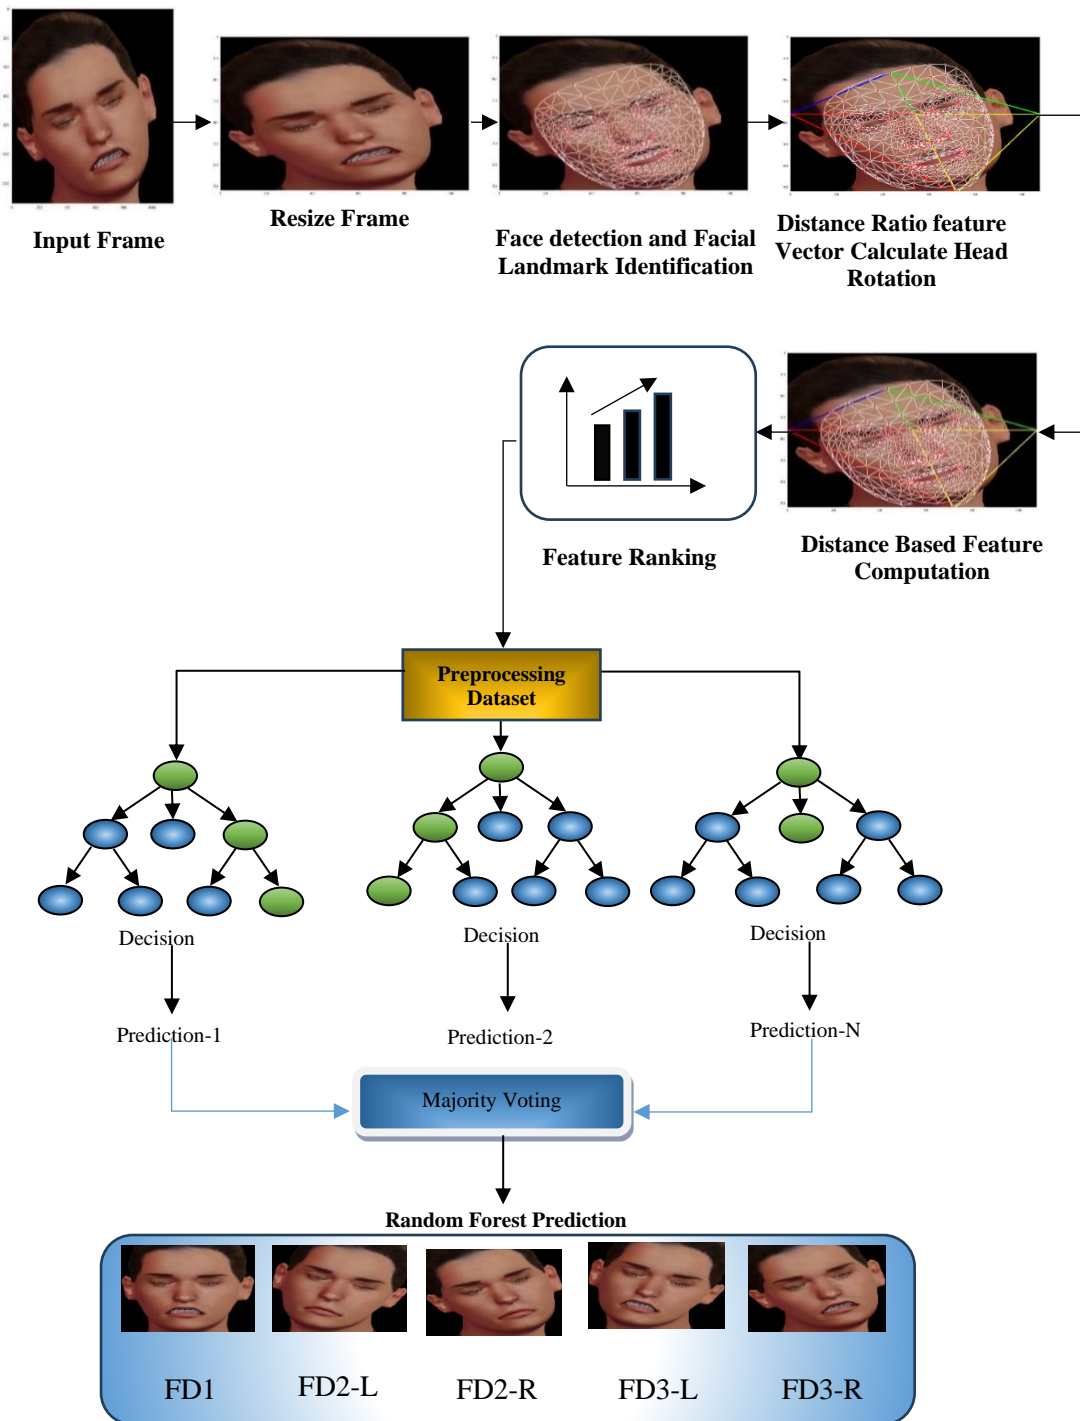 Input Frame
Resize Frame
Face detection and Facial
Landmark Identification
Distance Ratio feature
Vector Calculate Head
Rotation
Feature Ranking
Distance Based Feature
Computation
Preprocessing
Dataset
Decision
Decision
Decision
Prediction-1
Prediction-2
Prediction-N
Majority Voting
Random Forest Prediction
FD1
FD2-L
FD2-R
FD3-L
FD3-R